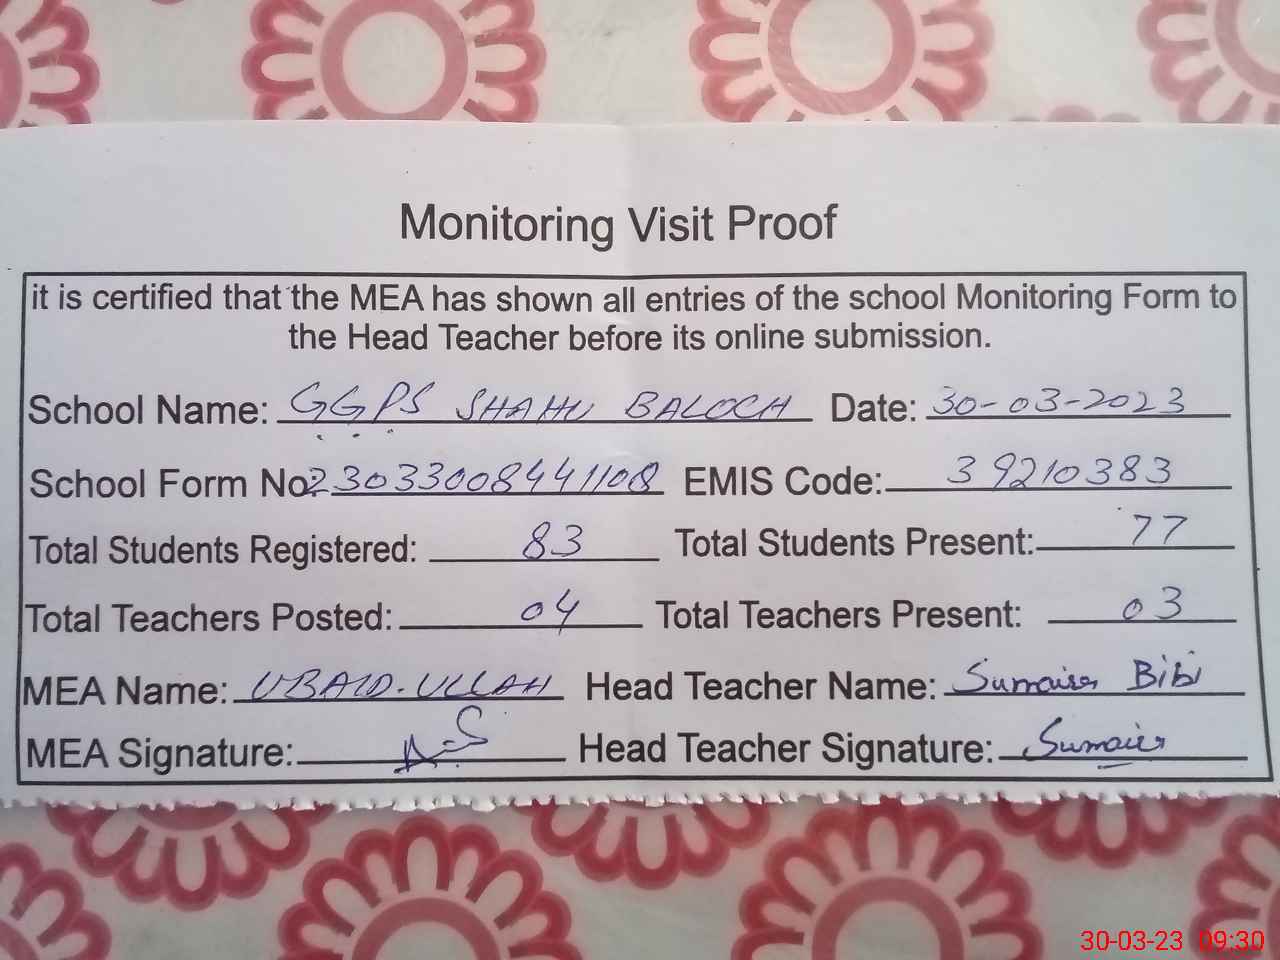 Monitoring Visit Proof
it is certified that the MEA has shown all entries of the school Monitoring Form to
the Head Teacher before its online submission.
School Name: GGPS SHAHU BALOCH Date: 30-03-2023
School Form No: 23033008441108 EMIS Code: 39210383
Total Students Registered: 83 Total Students Present: 77
Total Teachers Posted: 04 Total Teachers Present: 03
MEA Name: UBAID-ULLAH Head Teacher Name: Sumaira Bibi
MEA Signature: Head Teacher Signature: Sumaira
30-03-23 09:30